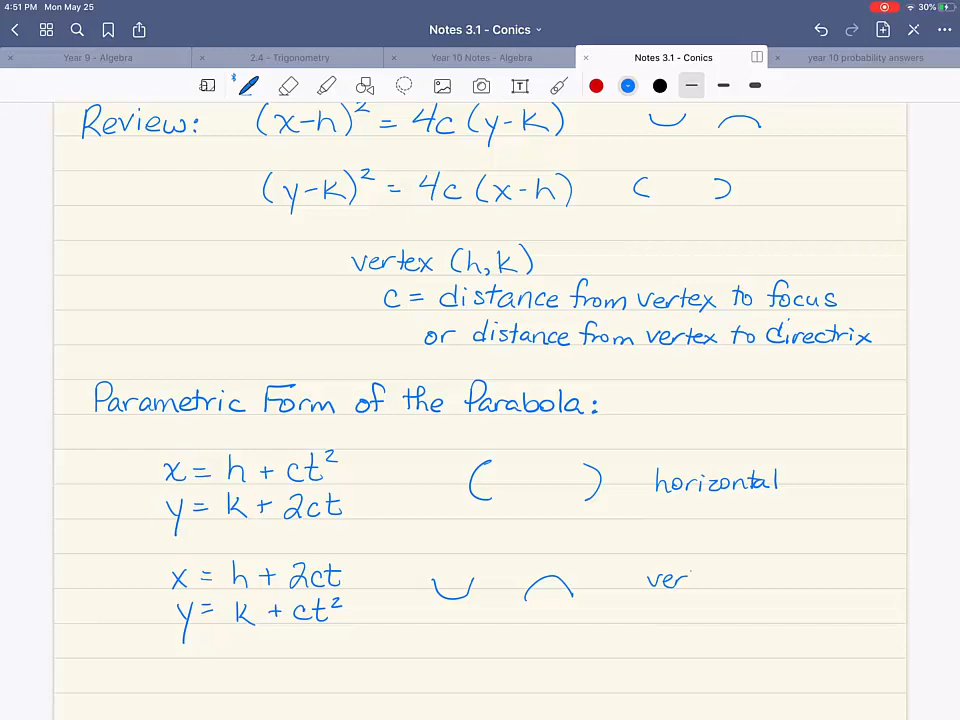 4:51 PM Mon May 25
30%
Notes 3.1 - Conics
Year 9 - Algebra
2.4 - Trigonometry
Year 10 Notes - Algebra
Notes 3.1 - Conics
year 10 probability answers
Review: (x-h)² = 4c (y-k)
(y-k)² = 4c (x-h)
vertex (h,k)
c = distance from vertex to focus
or distance from vertex to directrix
Parametric Form of the Parabola:
x = h + ct²
y = k + 2ct
horizontal
x = h + 2ct
y = k + ct²
ver